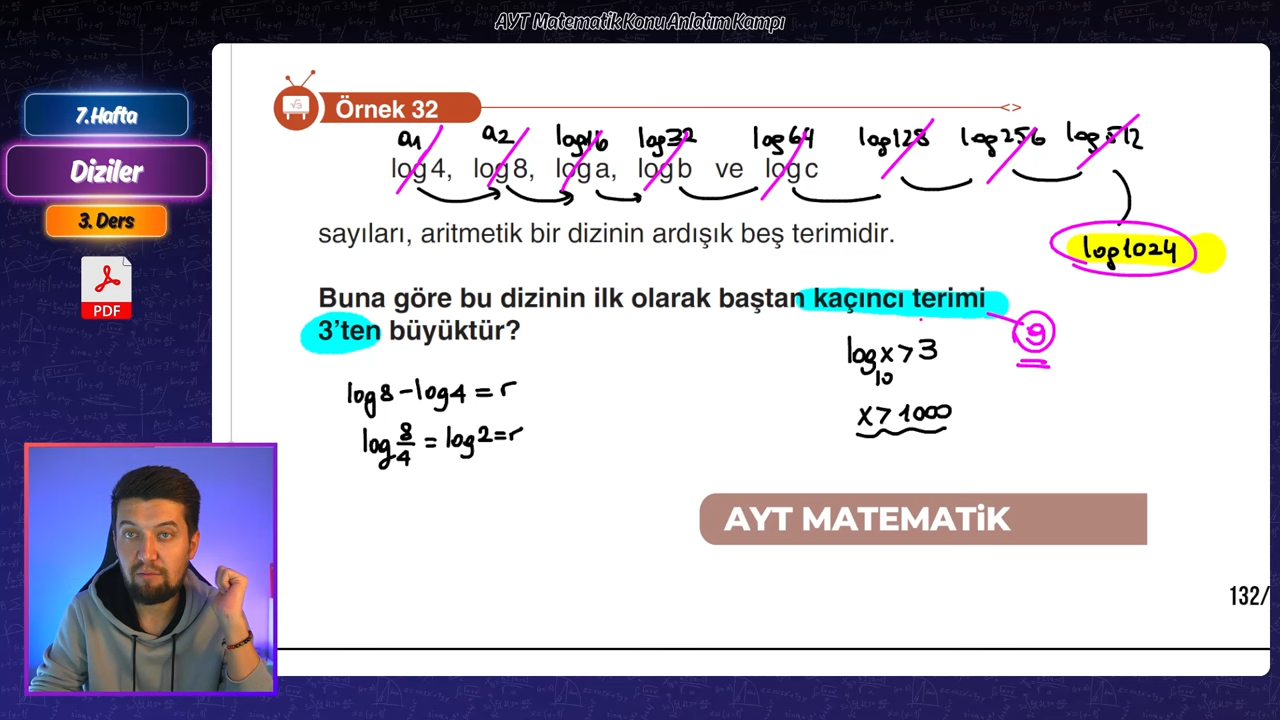 AYT Matematik Konu Anlatım Kampı
7.Hafta
Diziler
3. Ders
PDF
√3
Örnek 32
<>
a1 a2 log16 log32 log64 log128 log256 log512
log4, log8, loga, logb ve logc
sayıları, aritmetik bir dizinin ardışık beş terimidir.
log1024
Buna göre bu dizinin ilk olarak baştan kaçıncı terimi
3'ten büyüktür?
9
log10 x > 3
x > 1000
log8 - log4 = r
log 8/4 = log2 = r
AYT MATEMATİK
132/